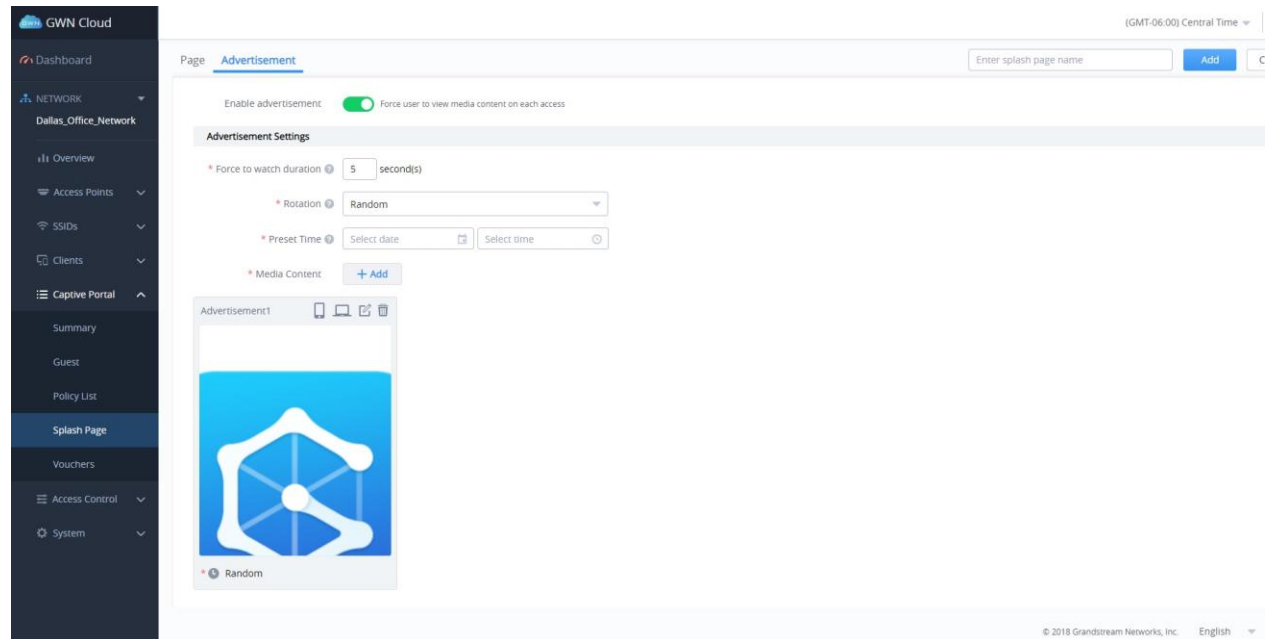 GWN GWN Cloud
(GMT-06:00) Central Time
Dashboard
NETWORK
Dallas_Office_Network
Overview
Access Points
SSIDs
Clients
Captive Portal
Summary
Guest
Policy List
Splash Page
Vouchers
Access Control
System
Page Advertisement
Enter splash page name
Add
C
Enable advertisement
Force user to view media content on each access
Advertisement Settings
* Force to watch duration ? 5 second(s)
* Rotation ? Random
* Preset Time ? Select date Select time
* Media Content + Add
Advertisement1
* Random
© 2018 Grandstream Networks, Inc. English